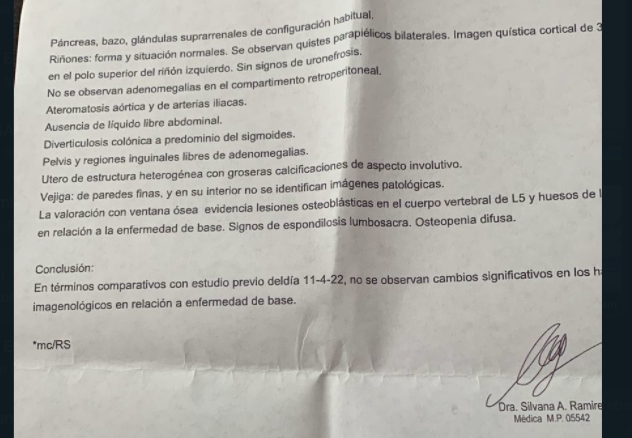 Páncreas, bazo, glándulas suprarrenales de configuración habitual.
Riñones: forma y situación normales. Se observan quistes parapiélicos bilaterales. Imagen quística cortical de 3
en el polo superior del riñón izquierdo. Sin signos de uronefrosis.
No se observan adenomegalias en el compartimento retroperitoneal.
Ateromatosis aórtica y de arterias iliacas.
Ausencia de líquido libre abdominal.
Diverticulosis colónica a predominio del sigmoides.
Pelvis y regiones inguinales libres de adenomegalias.
Utero de estructura heterogénea con groseras calcificaciones de aspecto involutivo.
Vejiga: de paredes finas, y en su interior no se identifican imágenes patológicas.
La valoración con ventana ósea evidencia lesiones osteoblásticas en el cuerpo vertebral de L5 y huesos de
en relación a la enfermedad de base. Signos de espondilosis lumbosacra. Osteopenia difusa.
Conclusión:
En términos comparativos con estudio previo deldía 11-4-22, no se observan cambios significativos en los
imagenológicos en relación a enfermedad de base.
*mc/RS
Dra. Silvana A. Ramire
Médica M.P. 05542